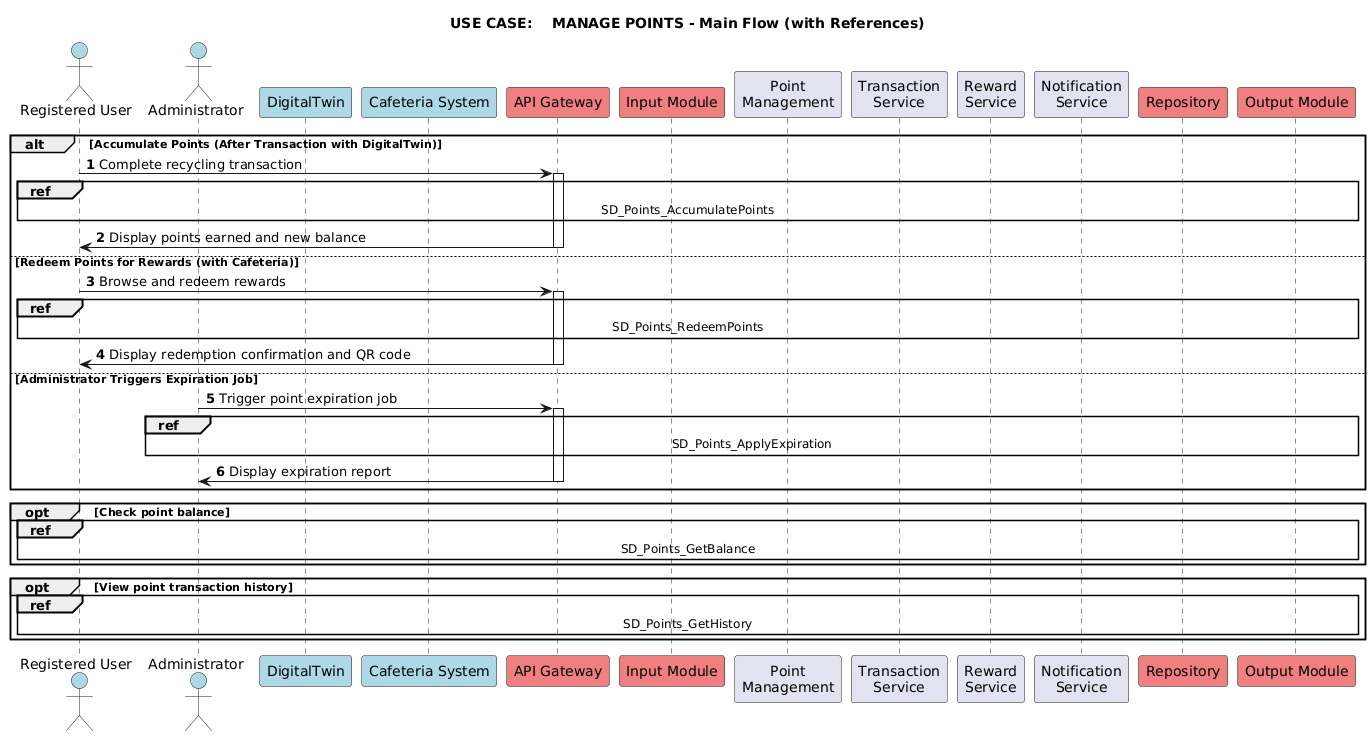 USE CASE: MANAGE POINTS - Main Flow (with References)
Registered User
Administrator
DigitalTwin
Cafeteria System
API Gateway
Input Module
Point
Management
Transaction
Service
Reward
Service
Notification
Service
Repository
Output Module
alt [Accumulate Points (After Transaction with DigitalTwin)]
1 Complete recycling transaction
ref
SD_Points_AccumulatePoints
2 Display points earned and new balance
[Redeem Points for Rewards (with Cafeteria)]
3 Browse and redeem rewards
ref
SD_Points_RedeemPoints
4 Display redemption confirmation and QR code
[Administrator Triggers Expiration Job]
5 Trigger point expiration job
ref
SD_Points_ApplyExpiration
6 Display expiration report
opt [Check point balance]
ref
SD_Points_GetBalance
opt [View point transaction history]
ref
SD_Points_GetHistory
Registered User
Administrator
DigitalTwin
Cafeteria System
API Gateway
Input Module
Point
Management
Transaction
Service
Reward
Service
Notification
Service
Repository
Output Module